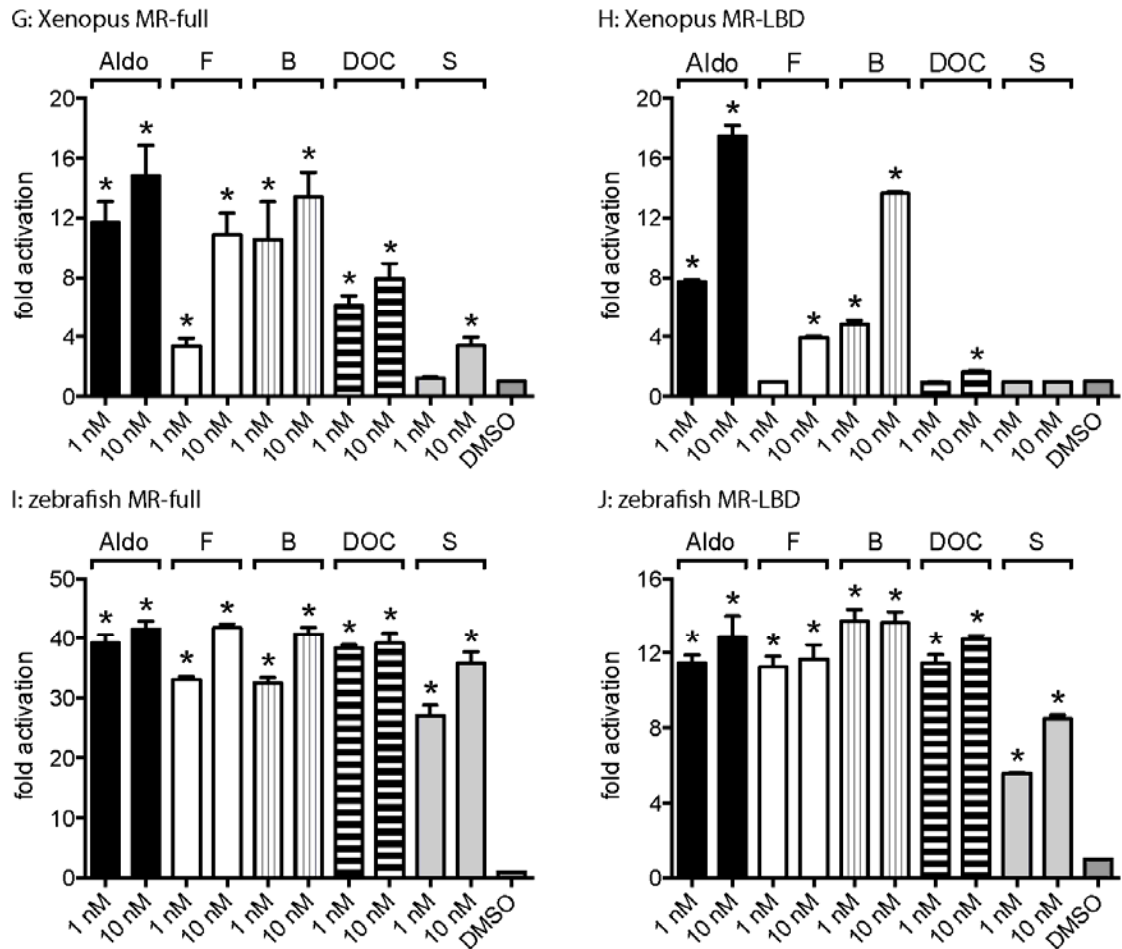 G: Xenopus MR-full
Aldo F B DOC S
20
16
12
8
4
0
fold activation
* * * * * * * * *
1 nM 10 nM 1 nM 10 nM 1 nM 10 nM 1 nM 10 nM 1 nM 10 nM DMSO
H: Xenopus MR-LBD
Aldo F B DOC S
20
16
12
8
4
0
fold activation
* * * * * *
1 nM 10 nM 1 nM 10 nM 1 nM 10 nM 1 nM 10 nM 1 nM 10 nM DMSO
I: zebrafish MR-full
Aldo F B DOC S
50
40
30
20
10
0
fold activation
* * * * * * * * * *
1 nM 10 nM 1 nM 10 nM 1 nM 10 nM 1 nM 10 nM 1 nM 10 nM DMSO
J: zebrafish MR-LBD
Aldo F B DOC S
16
12
8
4
0
fold activation
* * * * * * * * * *
1 nM 10 nM 1 nM 10 nM 1 nM 10 nM 1 nM 10 nM 1 nM 10 nM DMSO